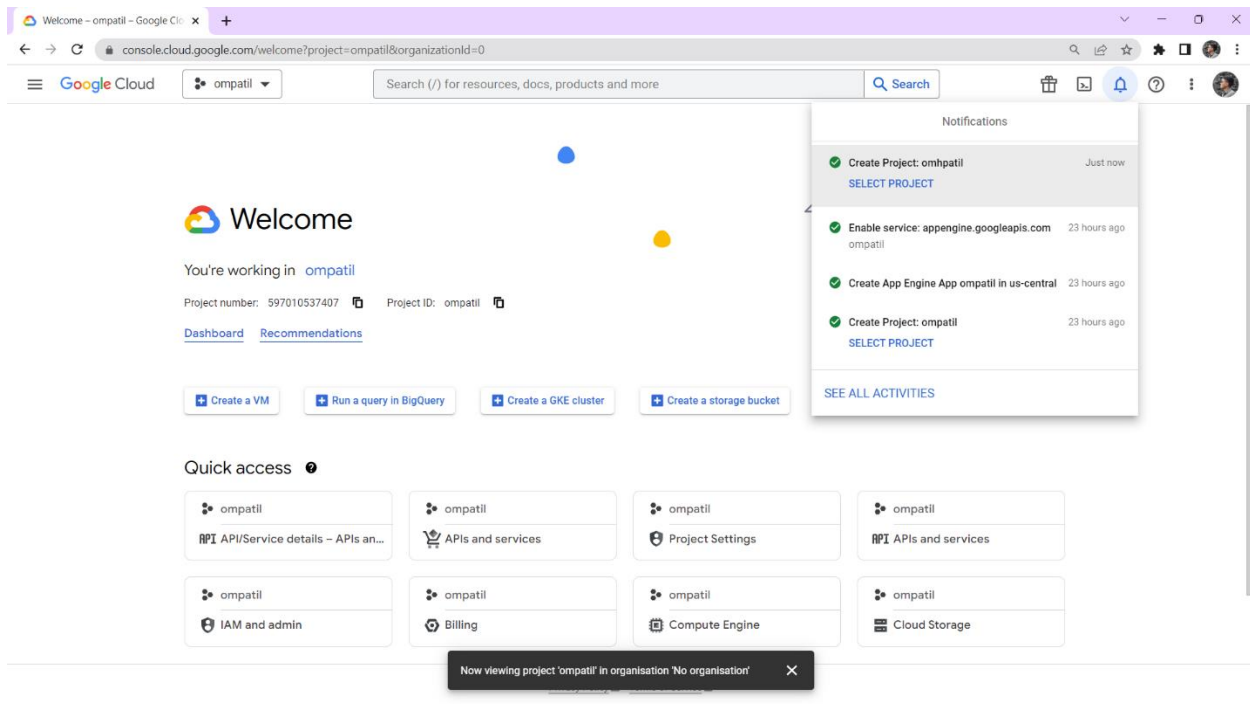 Welcome – ompatil – Google Clo
console.cloud.google.com/welcome?project=ompatil&organizationId=0
Google Cloud
ompatil
Search (/) for resources, docs, products and more
Search
Notifications
Create Project: omhpatil
Just now
SELECT PROJECT
Enable service: appengine.googleapis.com
23 hours ago
ompatil
Create App Engine App ompatil in us-central
23 hours ago
Create Project: ompatil
23 hours ago
SELECT PROJECT
SEE ALL ACTIVITIES
Welcome
You're working in ompatil
Project number: 597010537407 Project ID: ompatil
Dashboard Recommendations
Create a VM
Run a query in BigQuery
Create a GKE cluster
Create a storage bucket
Quick access
ompatil
API API/Service details – APIs an...
ompatil
APIs and services
ompatil
Project Settings
ompatil
API APIs and services
ompatil
IAM and admin
ompatil
Billing
ompatil
Compute Engine
ompatil
Cloud Storage
Now viewing project 'ompatil' in organisation 'No organisation'